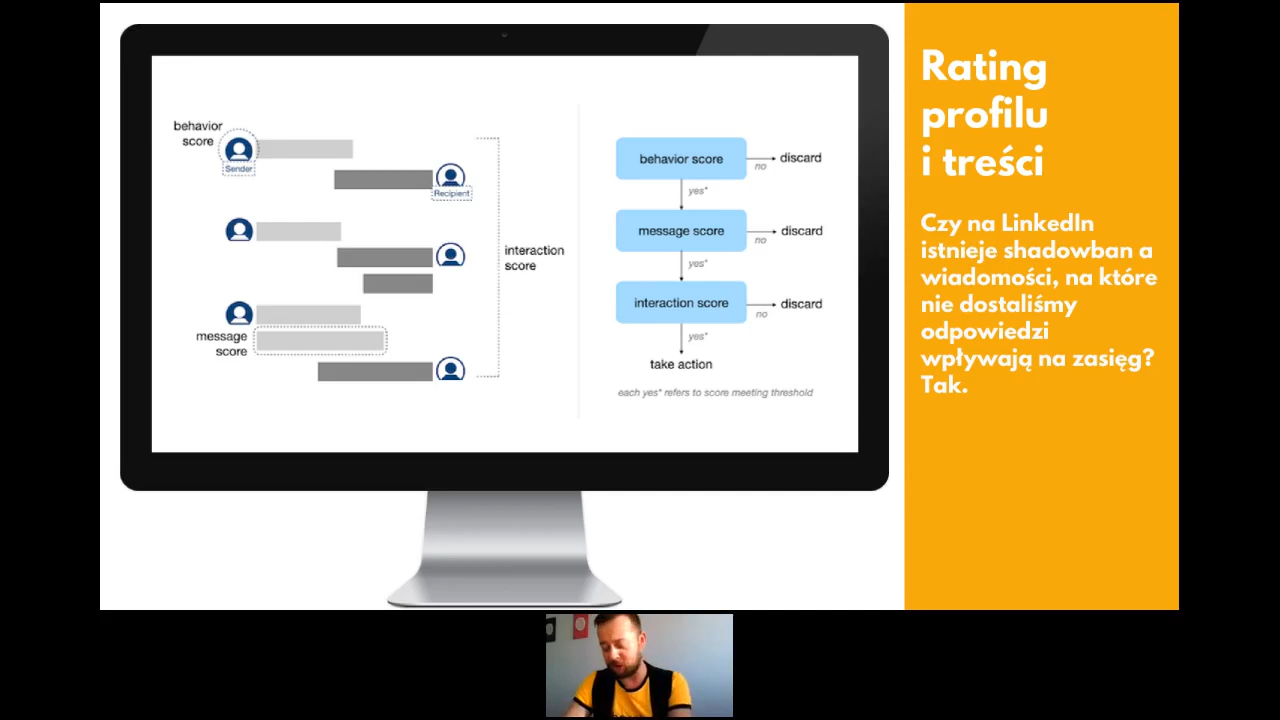 behavior
score
Sender
Recipient
interaction
score
message
score
behavior score
no
discard
yes*
message score
no
discard
yes*
interaction score
no
discard
yes*
take action
each yes* refers to score meeting threshold
Rating
profilu
i treści
Czy na LinkedIn
istnieje shadowban a
wiadomości, na które
nie dostaliśmy
odpowiedzi
wpływają na zasięg?
Tak.